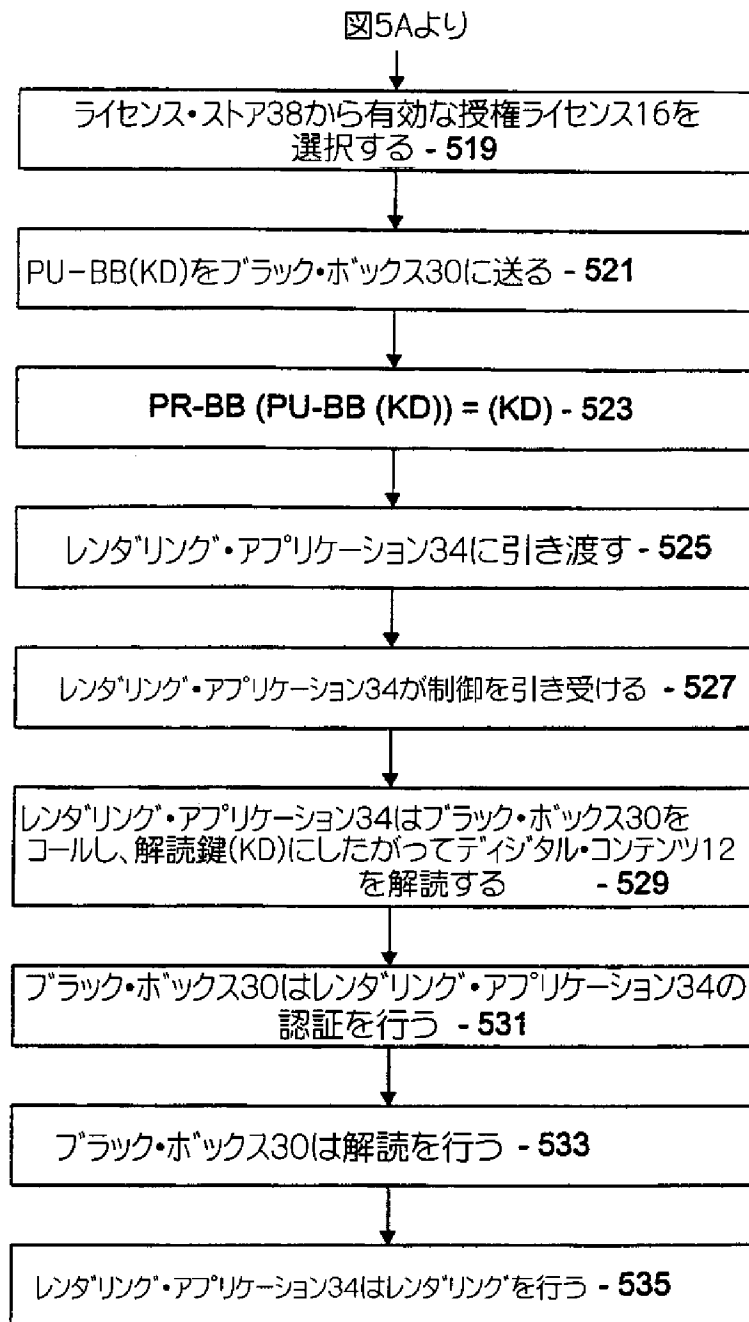 図5Aより
ライセンス・ストア38から有効な授権ライセンス16を
選択する - 519
PU-BB(KD)をブラック・ボックス30に送る - 521
PR-BB (PU-BB (KD)) = (KD) - 523
レンダリング・アプリケーション34に引き渡す - 525
レンダリング・アプリケーション34が制御を引き受ける - 527
レンダリング・アプリケーション34はブラック・ボックス30を
コールし、解読鍵(KD)にしたがってディジタル・コンテンツ12
を解読する - 529
ブラック・ボックス30はレンダリング・アプリケーション34の
認証を行う - 531
ブラック・ボックス30は解読を行う - 533
レンダリング・アプリケーション34はレンダリングを行う - 535